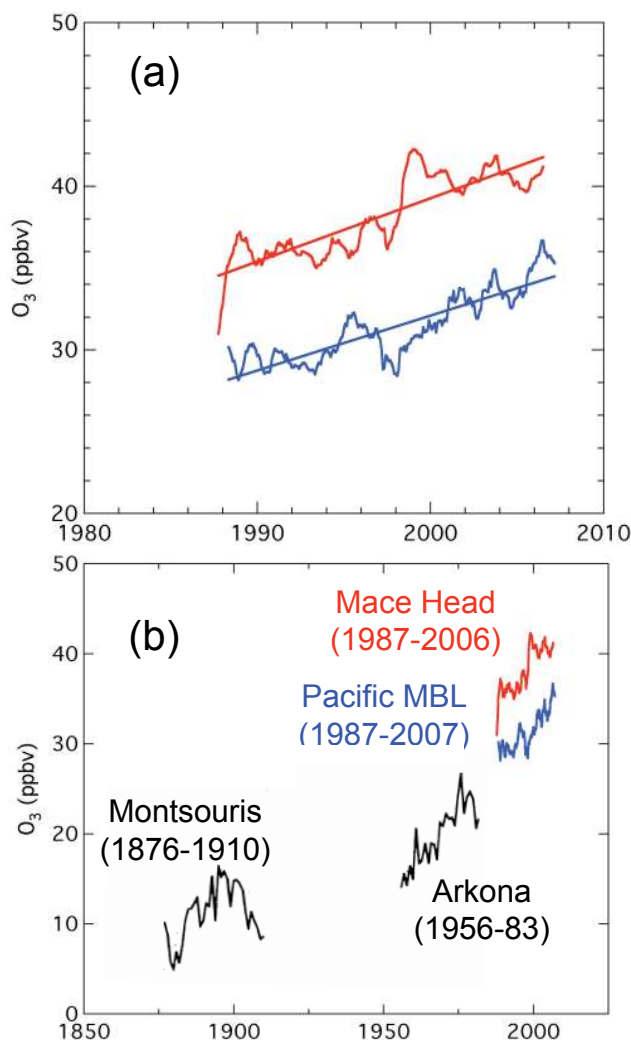 50
(a)
40
O3 (ppbv)
30
20
1980
1990
2000
2010
50
(b)
Mace Head
(1987-2006)
40
Pacific MBL
(1987-2007)
30
O3 (ppbv)
Montsouris
(1876-1910)
20
Arkona
(1956-83)
10
0
1850
1900
1950
2000